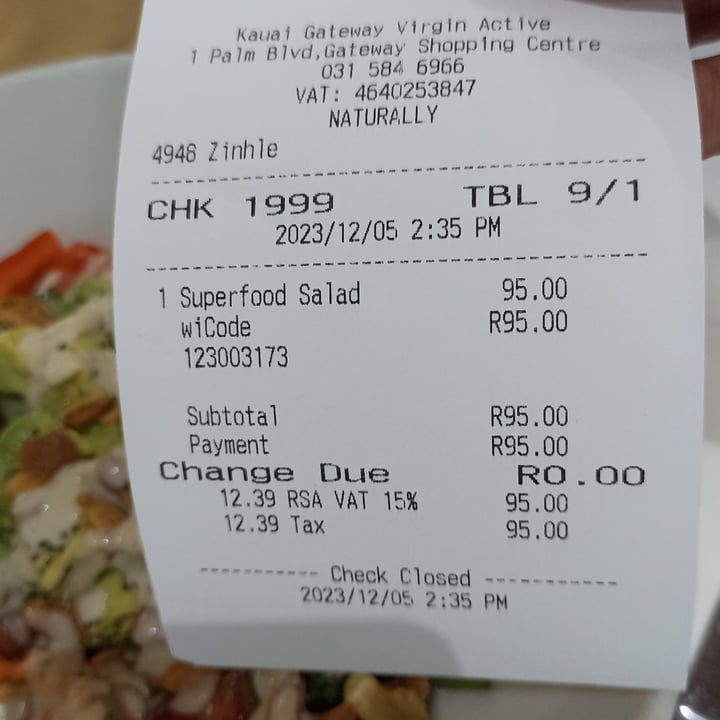 Kauai Gateway Virgin Active
1 Palm Blvd,Gateway Shopping Centre
031 584 6966
VAT: 4640253847
NATURALLY
4948 Zinhle
--------------------------------
CHK 1999 TBL 9/1
2023/12/05 2:35 PM
--------------------------------
1 Superfood Salad 95.00
wiCode R95.00
123003173
Subtotal R95.00
Payment R95.00
Change Due R0.00
12.39 RSA VAT 15% 95.00
12.39 Tax 95.00
----------- Check Closed -----------
2023/12/05 2:35 PM